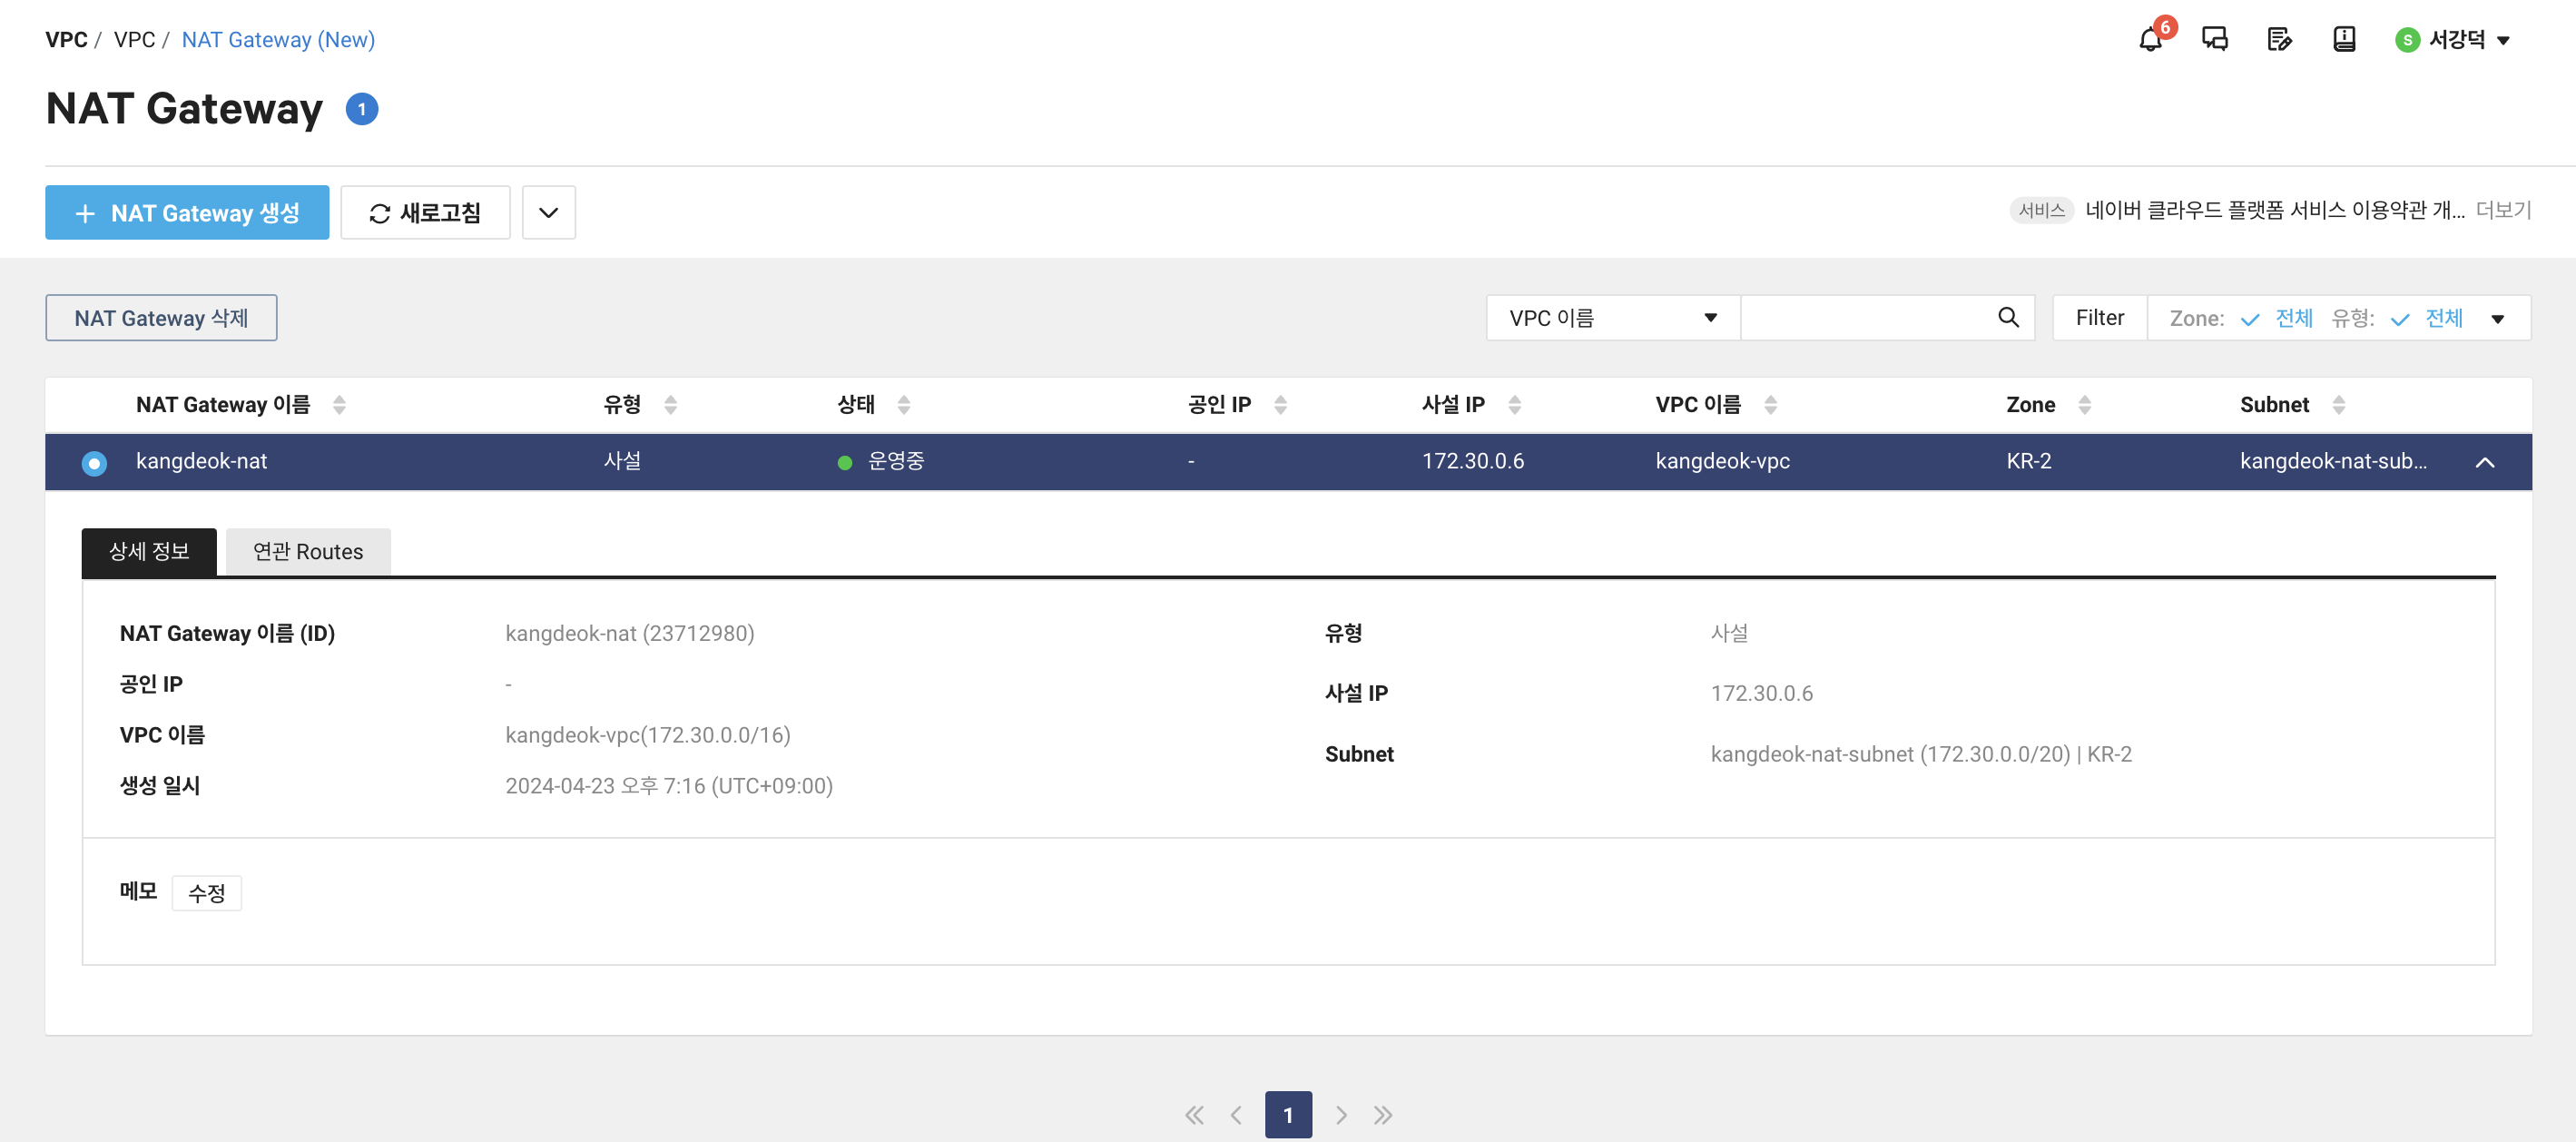 VPC / VPC / NAT Gateway (New)
6
S 서강덕
NAT Gateway 1
+ NAT Gateway 생성
새로고침
서비스 네이버 클라우드 플랫폼 서비스 이용약관 개... 더보기
NAT Gateway 삭제
VPC 이름
Filter Zone: 전체 유형: 전체
NAT Gateway 이름 유형 상태 공인 IP 사설 IP VPC 이름 Zone Subnet
kangdeok-nat 사설 운영중 - 172.30.0.6 kangdeok-vpc KR-2 kangdeok-nat-sub...
상세 정보 연관 Routes
NAT Gateway 이름 (ID) kangdeok-nat (23712980) 유형 사설
공인 IP - 사설 IP 172.30.0.6
VPC 이름 kangdeok-vpc(172.30.0.0/16) Subnet kangdeok-nat-subnet (172.30.0.0/20) | KR-2
생성 일시 2024-04-23 오후 7:16 (UTC+09:00)
메모 수정
1